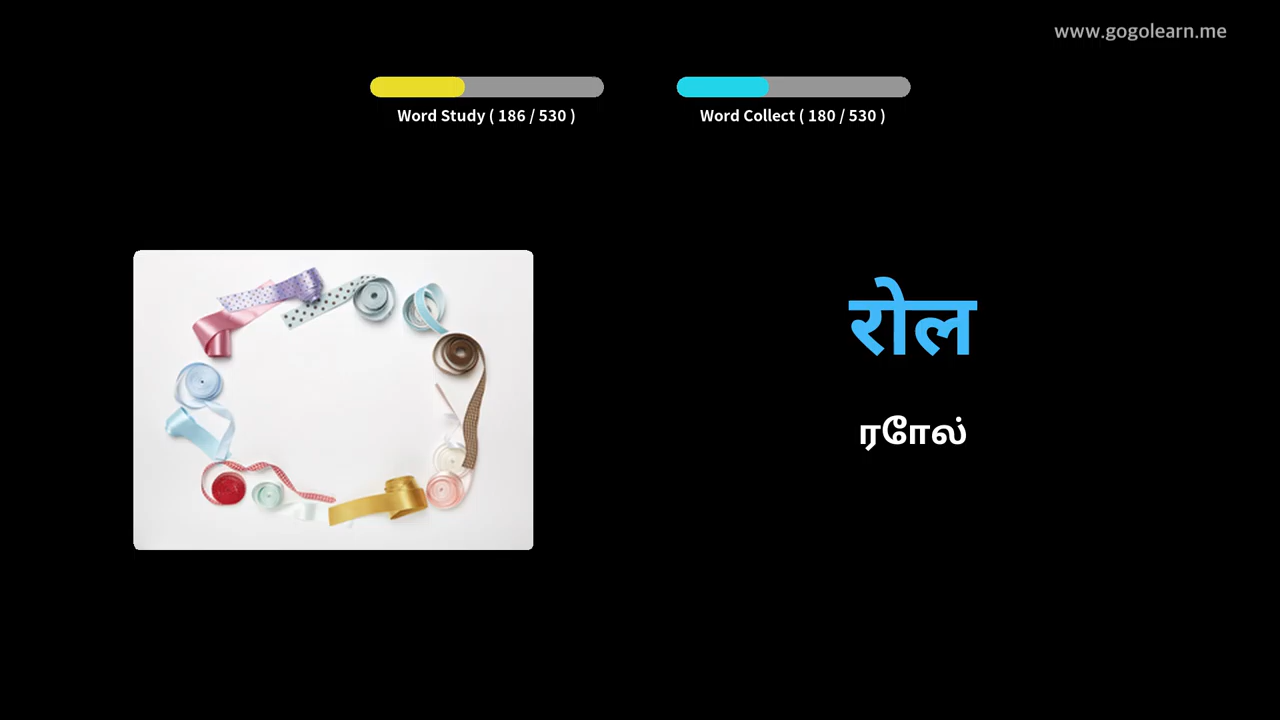 www.gogolearn.me
Word Study ( 186 / 530 )
Word Collect ( 180 / 530 )
रोल
ரோல்